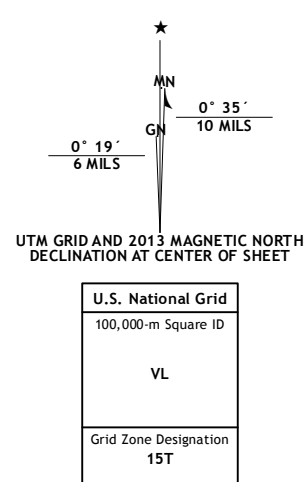 ★
MN
0° 35´
10 MILS
GN
0° 19´
6 MILS
UTM GRID AND 2013 MAGNETIC NORTH
DECLINATION AT CENTER OF SHEET
U.S. National Grid
100,000-m Square ID
VL
Grid Zone Designation
15T